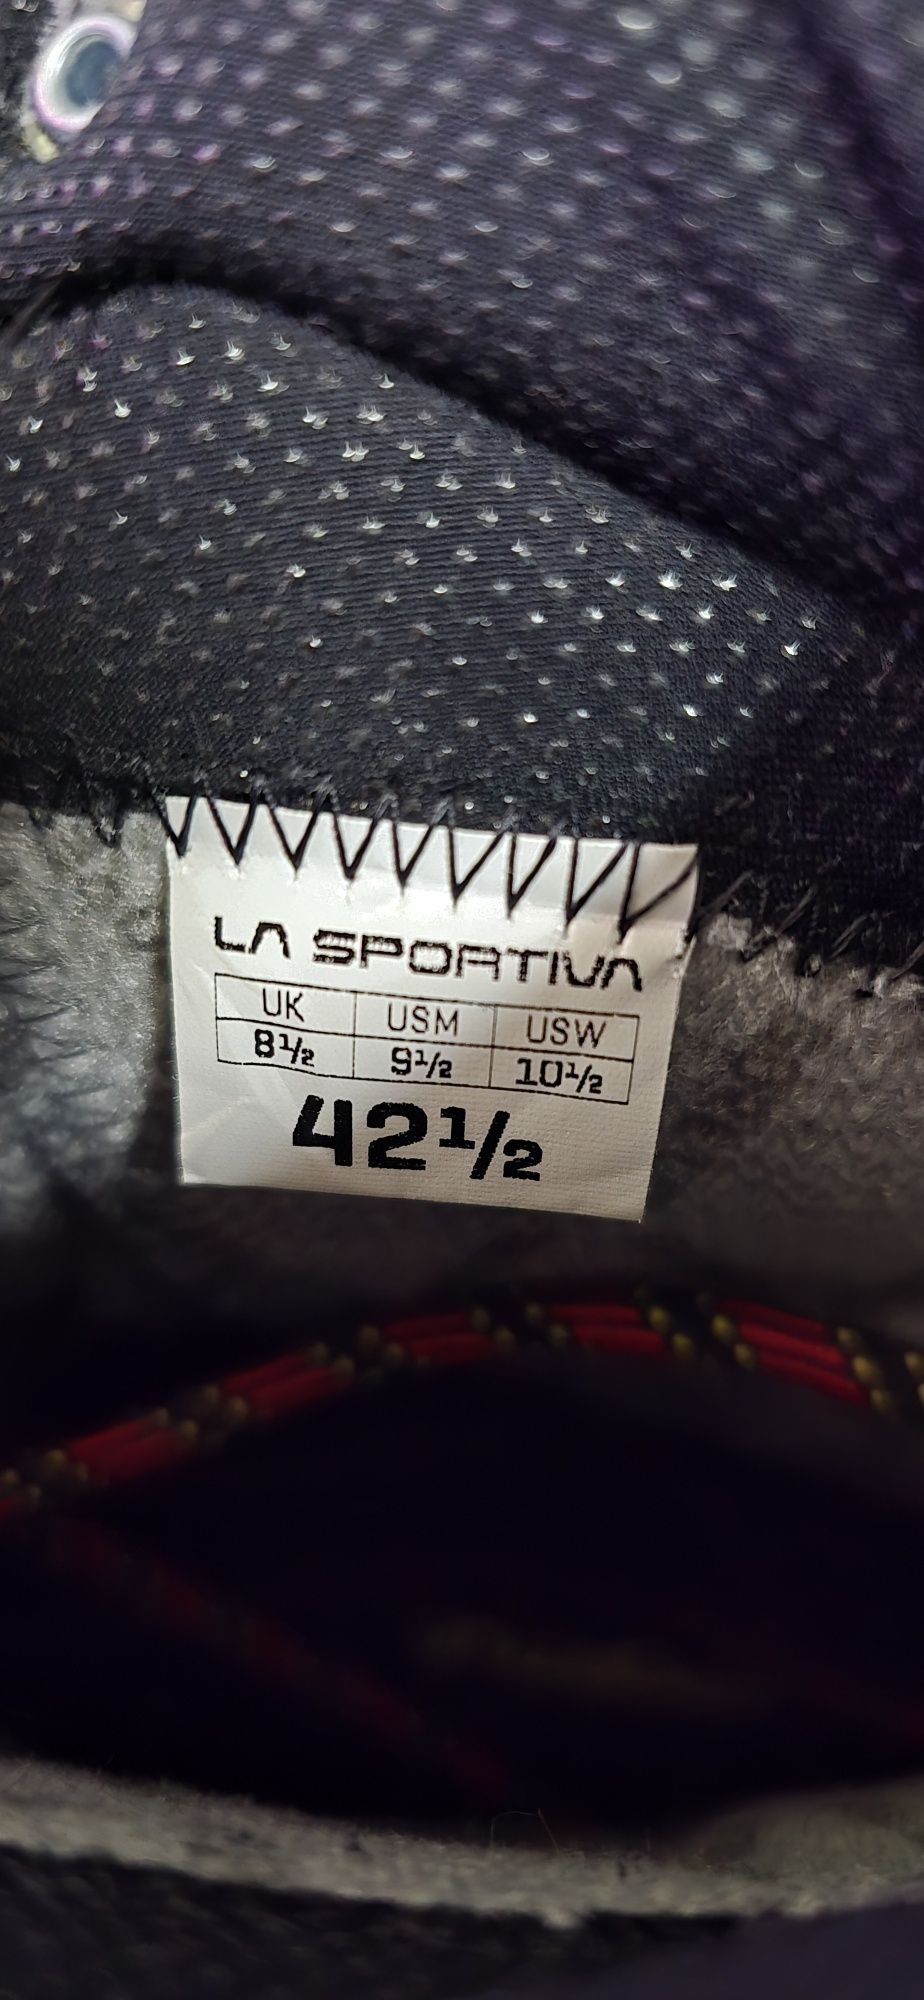 LA SPORTIVA
UK USM USW
8½ 9½ 10½
42½